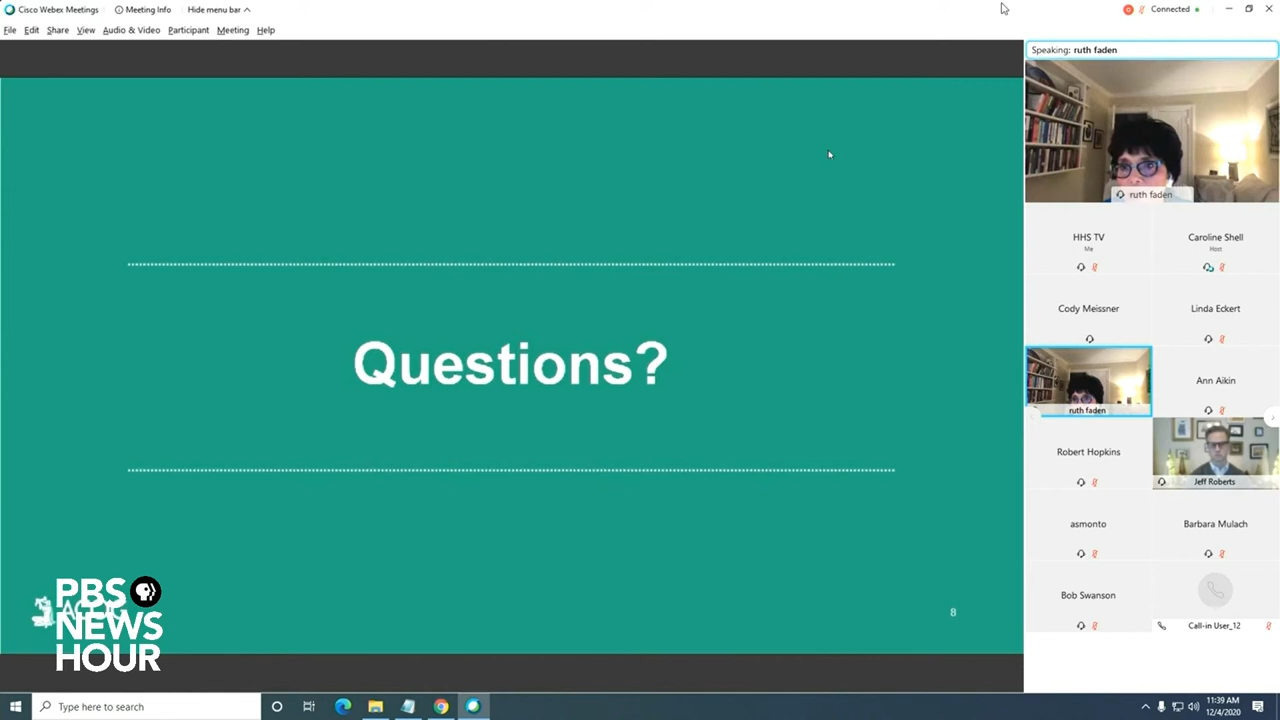 Cisco Webex Meetings
Meeting Info
Hide menu bar
Connected
File Edit Share View Audio & Video Participant Meeting Help
Speaking: ruth faden
ruth faden
HHS TV
Me
Caroline Shell
Host
Cody Meissner
Linda Eckert
ruth faden
Ann Aikin
Robert Hopkins
Jeff Roberts
asmonto
Barbara Mulach
Bob Swanson
Call-in User_12
Questions?
8
PBS
NEWS
HOUR
Type here to search
11:39 AM
12/4/2020